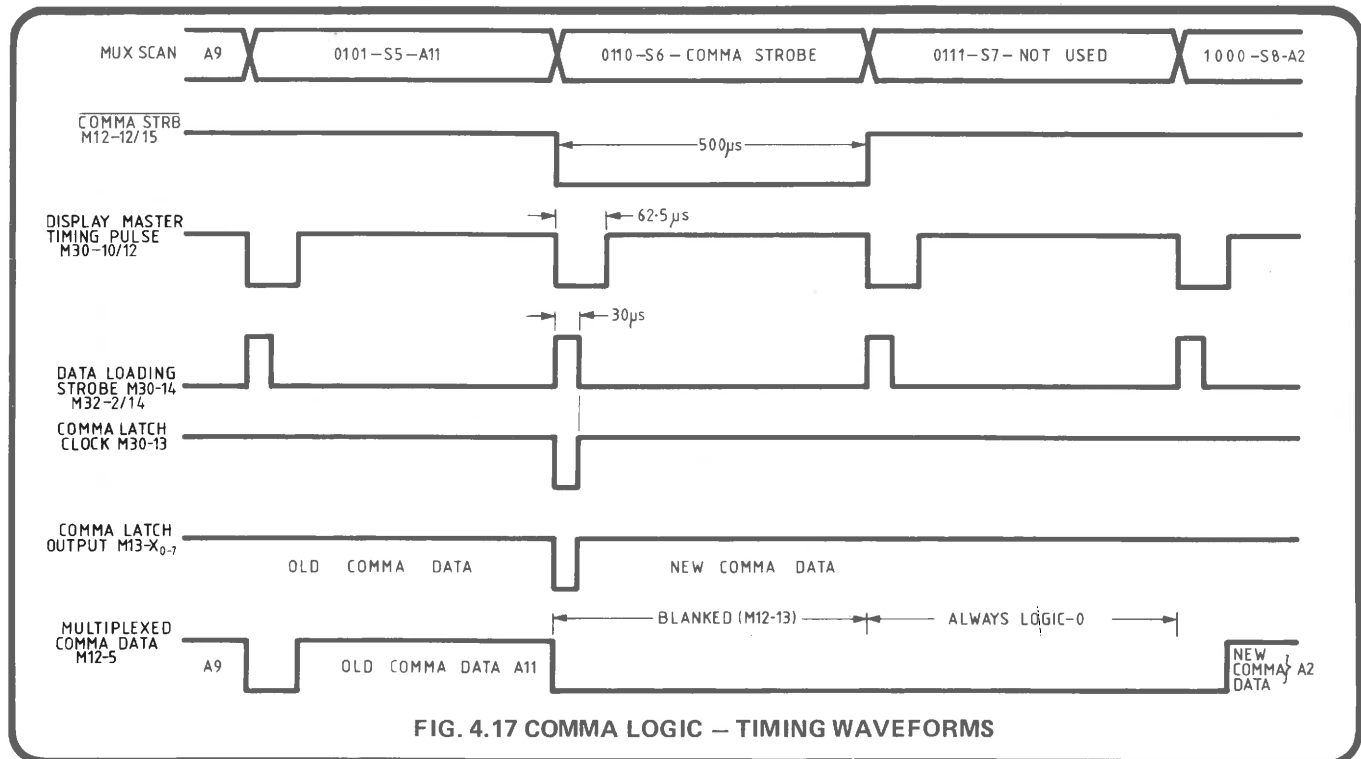 MUX SCAN A9 0101-S5-A11 0110-S6-COMMA STROBE 0111-S7-NOT USED 1000-S8-A2
COMMA STRB
M12-12/15
500µs
DISPLAY MASTER
TIMING PULSE
M30-10/12
62·5 µs
30µs
DATA LOADING
STROBE M30-14
M32-2/14
COMMA LATCH
CLOCK M30-13
COMMA LATCH
OUTPUT M13-X0-7
OLD COMMA DATA NEW COMMA DATA
BLANKED (M12-13) ALWAYS LOGIC-0
MULTIPLEXED
COMMA DATA
M12-5
A9 OLD COMMA DATA A11
NEW
COMMA } A2
DATA
FIG. 4.17 COMMA LOGIC – TIMING WAVEFORMS